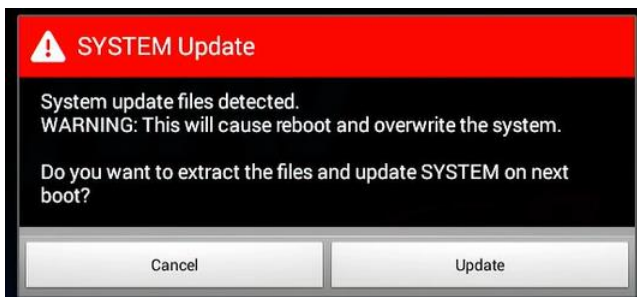 SYSTEM Update
System update files detected.
WARNING: This will cause reboot and overwrite the system.
Do you want to extract the files and update SYSTEM on next
boot?
Cancel
Update